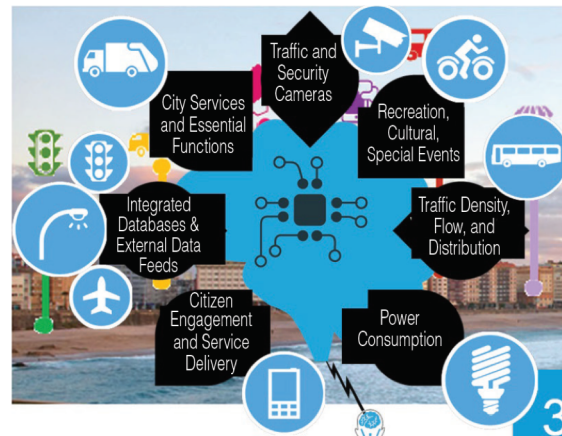 Traffic and
Security
Cameras
City Services
and Essential
Functions
Recreation,
Cultural,
Special Events
Integrated
Databases &
External Data
Feeds
Traffic Density,
Flow, and
Distribution
Citizen
Engagement
and Service
Delivery
Power
Consumption
3